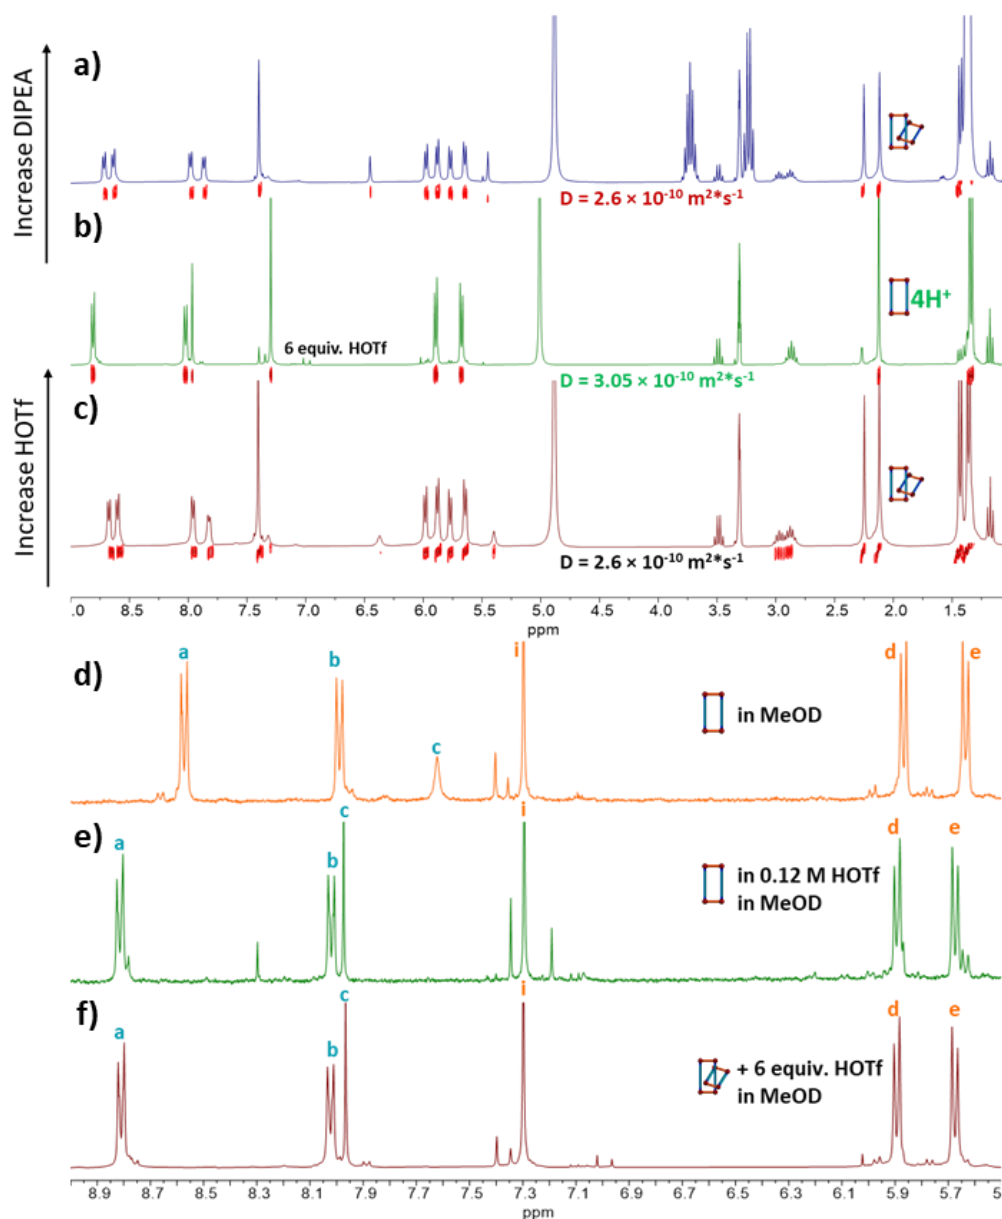 a)
Increase DIPEA
D = 2.6 × 10⁻¹⁰ m²*s⁻¹
b)
4H⁺
6 equiv. HOTf
D = 3.05 × 10⁻¹⁰ m²*s⁻¹
Increase HOTf
c)
D = 2.6 × 10⁻¹⁰ m²*s⁻¹
.0 8.5 8.0 7.5 7.0 6.5 6.0 5.5 5.0 4.5 4.0 3.5 3.0 2.5 2.0 1.5
ppm
d)
a b c i d e
in MeOD
e)
a b c i d e
in 0.12 M HOTf
in MeOD
f)
a b c i d e
+ 6 equiv. HOTf
in MeOD
8.9 8.7 8.5 8.3 8.1 7.9 7.7 7.5 7.3 7.1 6.9 6.7 6.5 6.3 6.1 5.9 5.7 5.
ppm